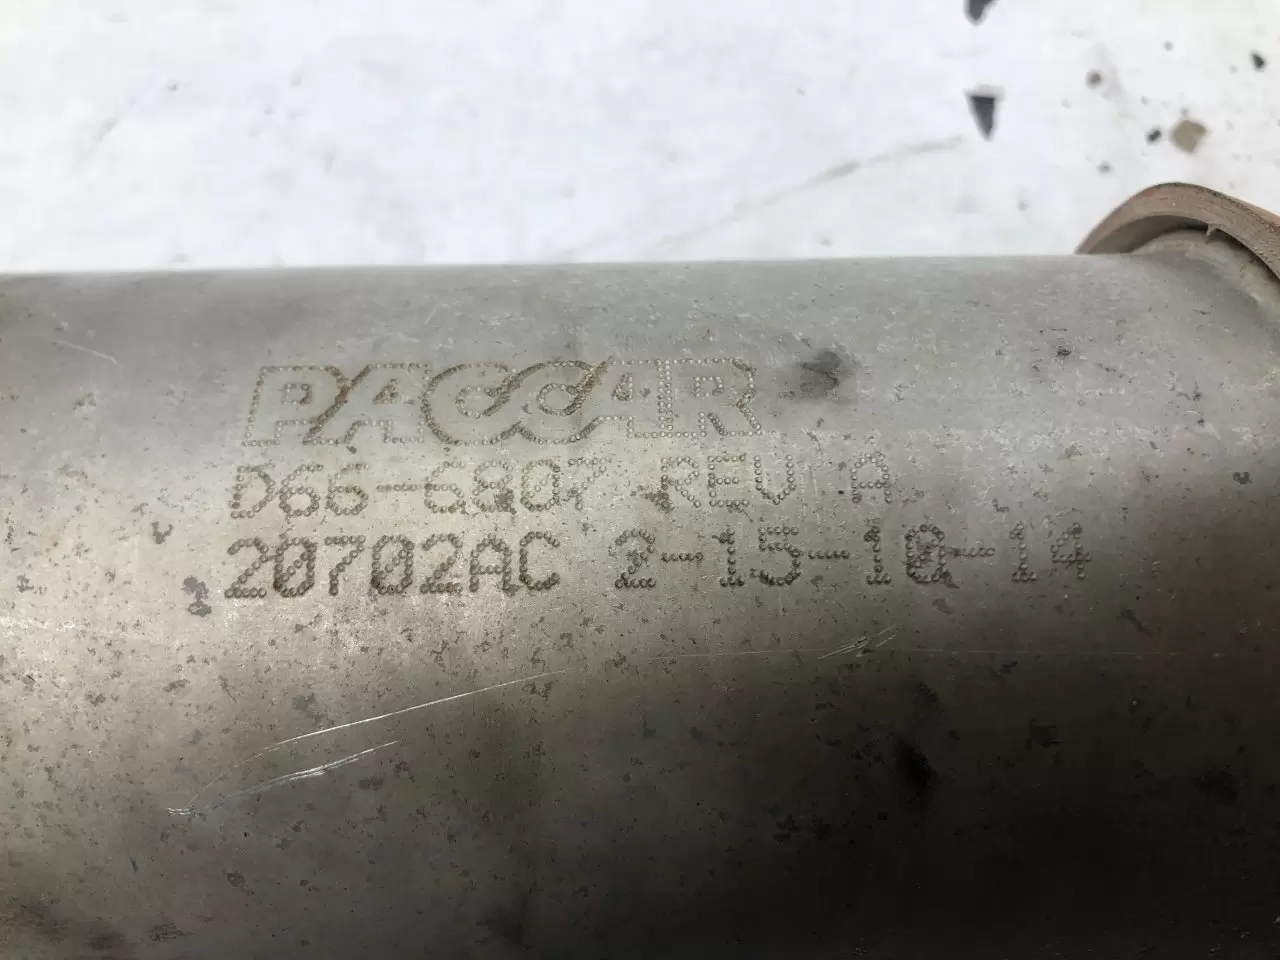 PACCAR
D66-6807 REV A
20702AC 2-15-10-14